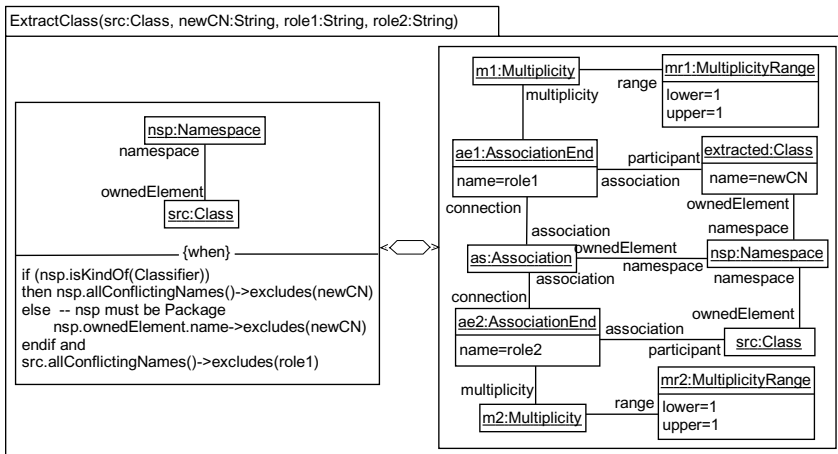 ExtractClass(src:Class, newCN:String, role1:String, role2:String)
nsp:Namespace
namespace
ownedElement
src:Class
{when}
if (nsp.isKindOf(Classifier))
then nsp.allConflictingNames()->excludes(newCN)
else -- nsp must be Package
nsp.ownedElement.name->excludes(newCN)
endif and
src.allConflictingNames()->excludes(role1)
m1:Multiplicity
multiplicity
range
mr1:MultiplicityRange
lower=1
upper=1
ae1:AssociationEnd
name=role1
participant
association
extracted:Class
name=newCN
connection
association
ownedElement
namespace
as:Association
ownedElement
namespace
nsp:Namespace
association
connection
namespace
ownedElement
ae2:AssociationEnd
name=role2
association
participant
src:Class
multiplicity
m2:Multiplicity
range
mr2:MultiplicityRange
lower=1
upper=1